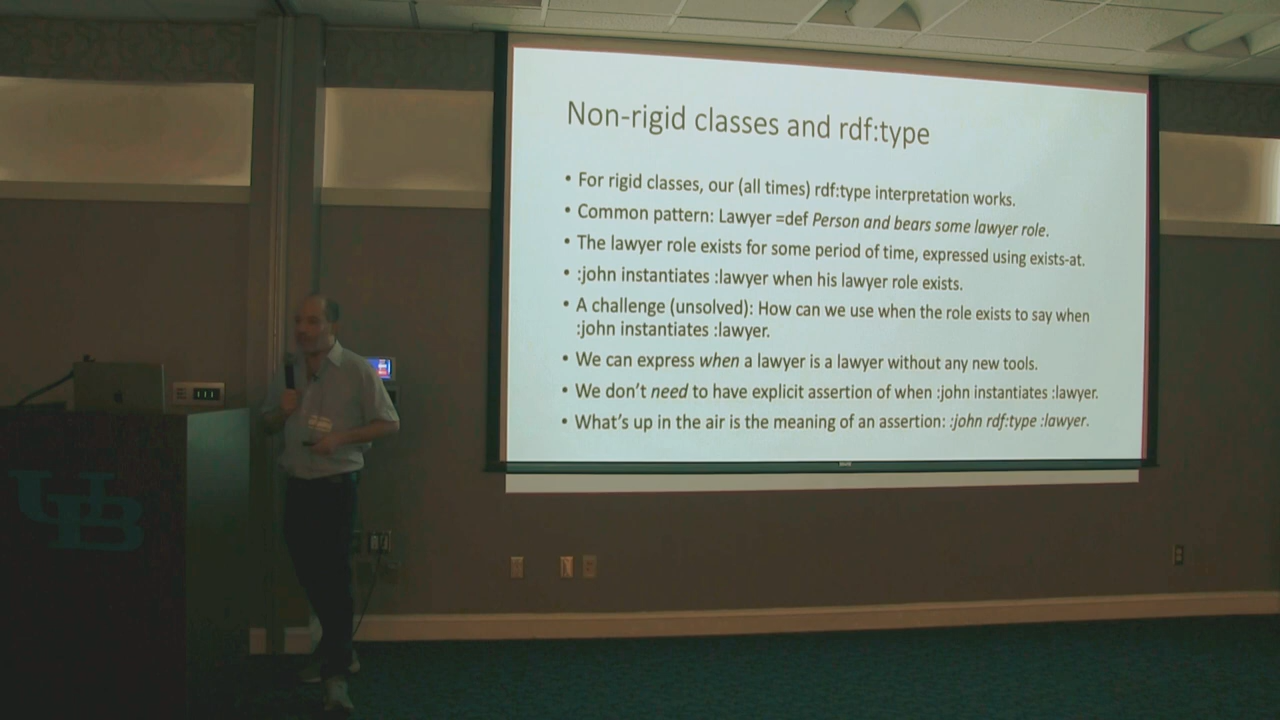 Non-rigid classes and rdf:type
• For rigid classes, our (all times) rdf:type interpretation works.
• Common pattern: Lawyer =def Person and bears some lawyer role.
• The lawyer role exists for some period of time, expressed using exists-at.
• :john instantiates :lawyer when his lawyer role exists.
• A challenge (unsolved): How can we use when the role exists to say when
:john instantiates :lawyer.
• We can express when a lawyer is a lawyer without any new tools.
• We don't need to have explicit assertion of when :john instantiates :lawyer.
• What's up in the air is the meaning of an assertion: :john rdf:type :lawyer.
UB